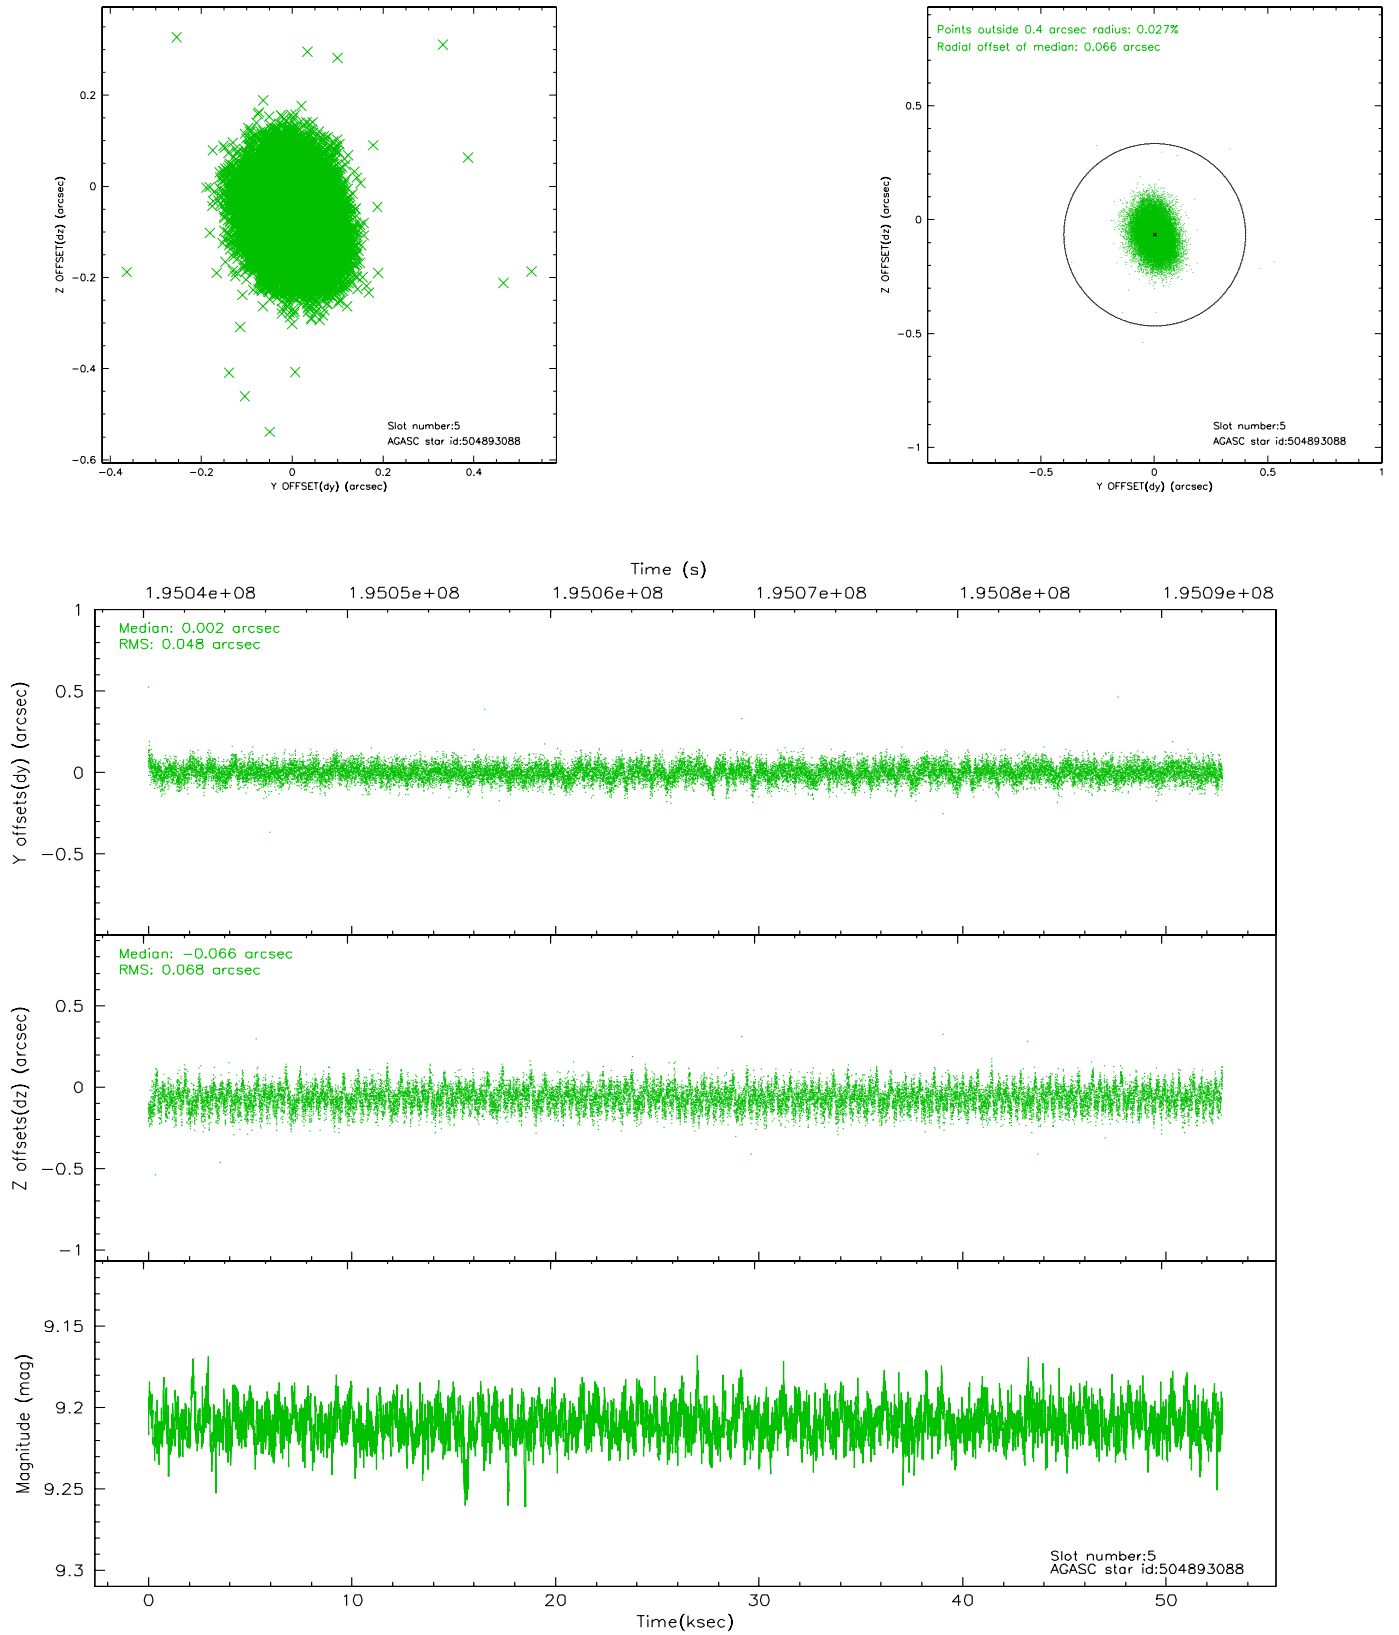 0.2
0
−0.2
−0.4
−0.6
Z OFFSET(dz) (arcsec)
Slot number:5
AGASC star id:504893088
−0.4 −0.2 0 0.2 0.4
Y OFFSET(dy) (arcsec)
Points outside 0.4 arcsec radius: 0.027%
Radial offset of median: 0.066 arcsec
0.5
0
−0.5
−1
Z OFFSET(dz) (arcsec)
Slot number:5
AGASC star id:504893088
−0.5 0 0.5 1
Y OFFSET(dy) (arcsec)
Time (s)
1.9504e+08 1.9505e+08 1.9506e+08 1.9507e+08 1.9508e+08 1.9509e+08
Median: 0.002 arcsec
RMS: 0.048 arcsec
1
0.5
0
−0.5
Y offsets(dy) (arcsec)
Median: −0.066 arcsec
RMS: 0.068 arcsec
0.5
0
−0.5
−1
Z offsets(dz) (arcsec)
9.15
9.2
9.25
9.3
Magnitude (mag)
Slot number:5
AGASC star id:504893088
0 10 20 30 40 50
Time(ksec)